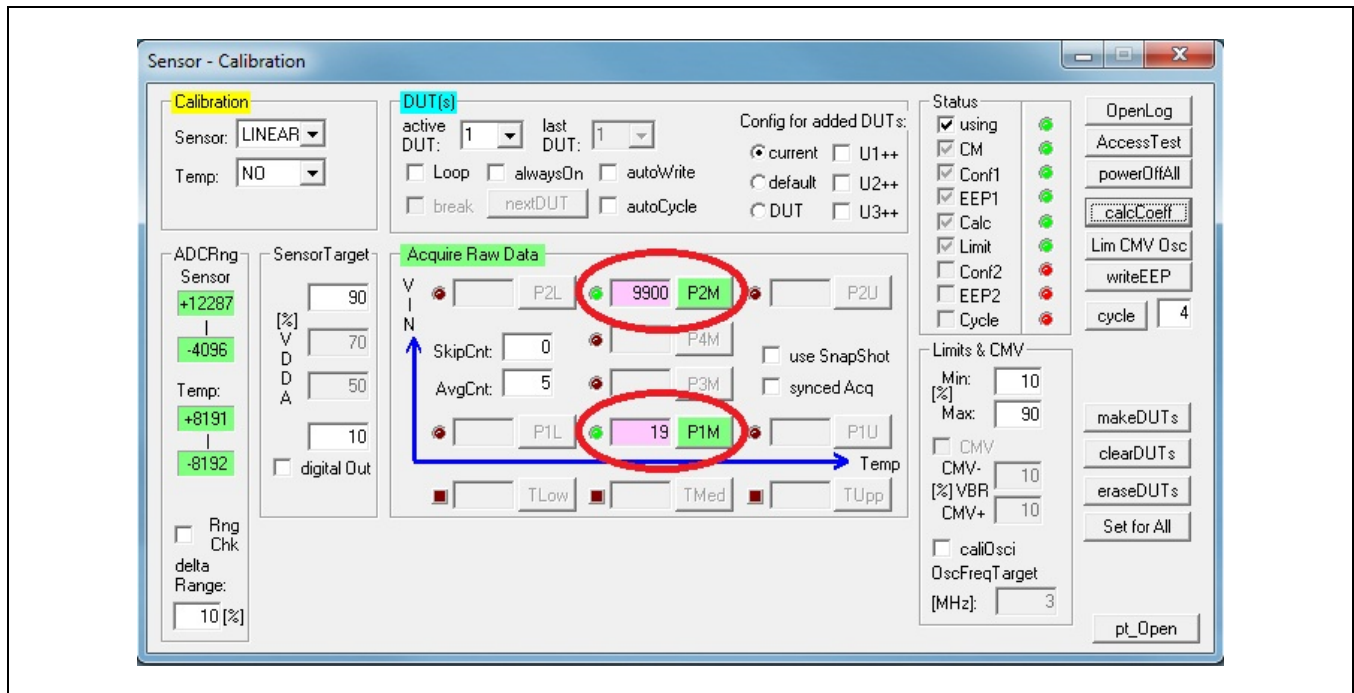 Sensor - Calibration
Calibration
Sensor: LINEAR
Temp: NO
DUT(s)
active DUT: 1
last DUT: 1
Loop
alwaysOn
autoWrite
break
nextDUT
autoCycle
Config for added DUTs:
current
U1++
default
U2++
DUT
U3++
Status
using
CM
Conf1
EEP1
Calc
Limit
Conf2
EEP2
Cycle
OpenLog
AccessTest
powerOffAll
calcCoeff
Lim CMV Osc
writeEEP
cycle 4
ADCRng
Sensor
+12287
|
-4096
Temp:
+8191
|
-8192
Rng
Chk
delta
Range:
10 [%]
SensorTarget
[%]
V
D
D
A
90
70
50
10
digital Out
Acquire Raw Data
V
I
N
P2L
9900 P2M
P2U
SkipCnt: 0
P4M
use SnapShot
AvgCnt: 5
P3M
synced Acq
P1L
19 P1M
P1U
Temp
TLow
TMed
TUpp
Limits & CMV
Min: 10
[%]
Max: 90
CMV
CMV- 10
[%] VBR
CMV+ 10
caliOsci
OscFreqTarget
[MHz]: 3
makeDUTs
clearDUTs
eraseDUTs
Set for All
pt_Open